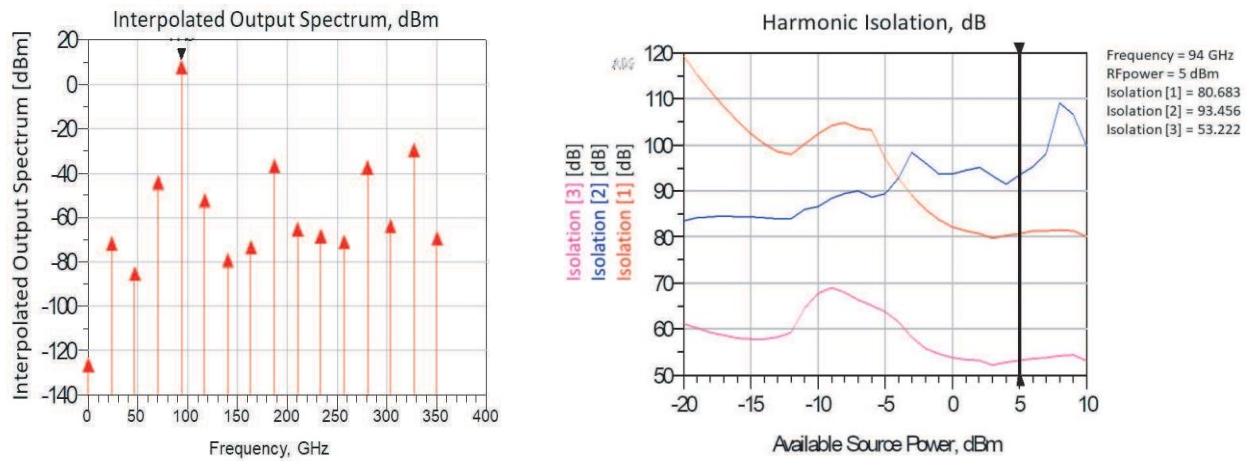 Interpolated Output Spectrum, dBm
Interpolated Output Spectrum [dBm]
20
0
-20
-40
-60
-80
-100
-120
-140
0 50 100 150 200 250 300 350 400
Frequency, GHz
Harmonic Isolation, dB
Isolation [3] [dB]
Isolation [2] [dB]
Isolation [1] [dB]
120
110
100
90
80
70
60
50
-20 -15 -10 -5 0 5 10
Available Source Power, dBm
Frequency = 94 GHz
RFpower = 5 dBm
Isolation [1] = 80.683
Isolation [2] = 93.456
Isolation [3] = 53.222